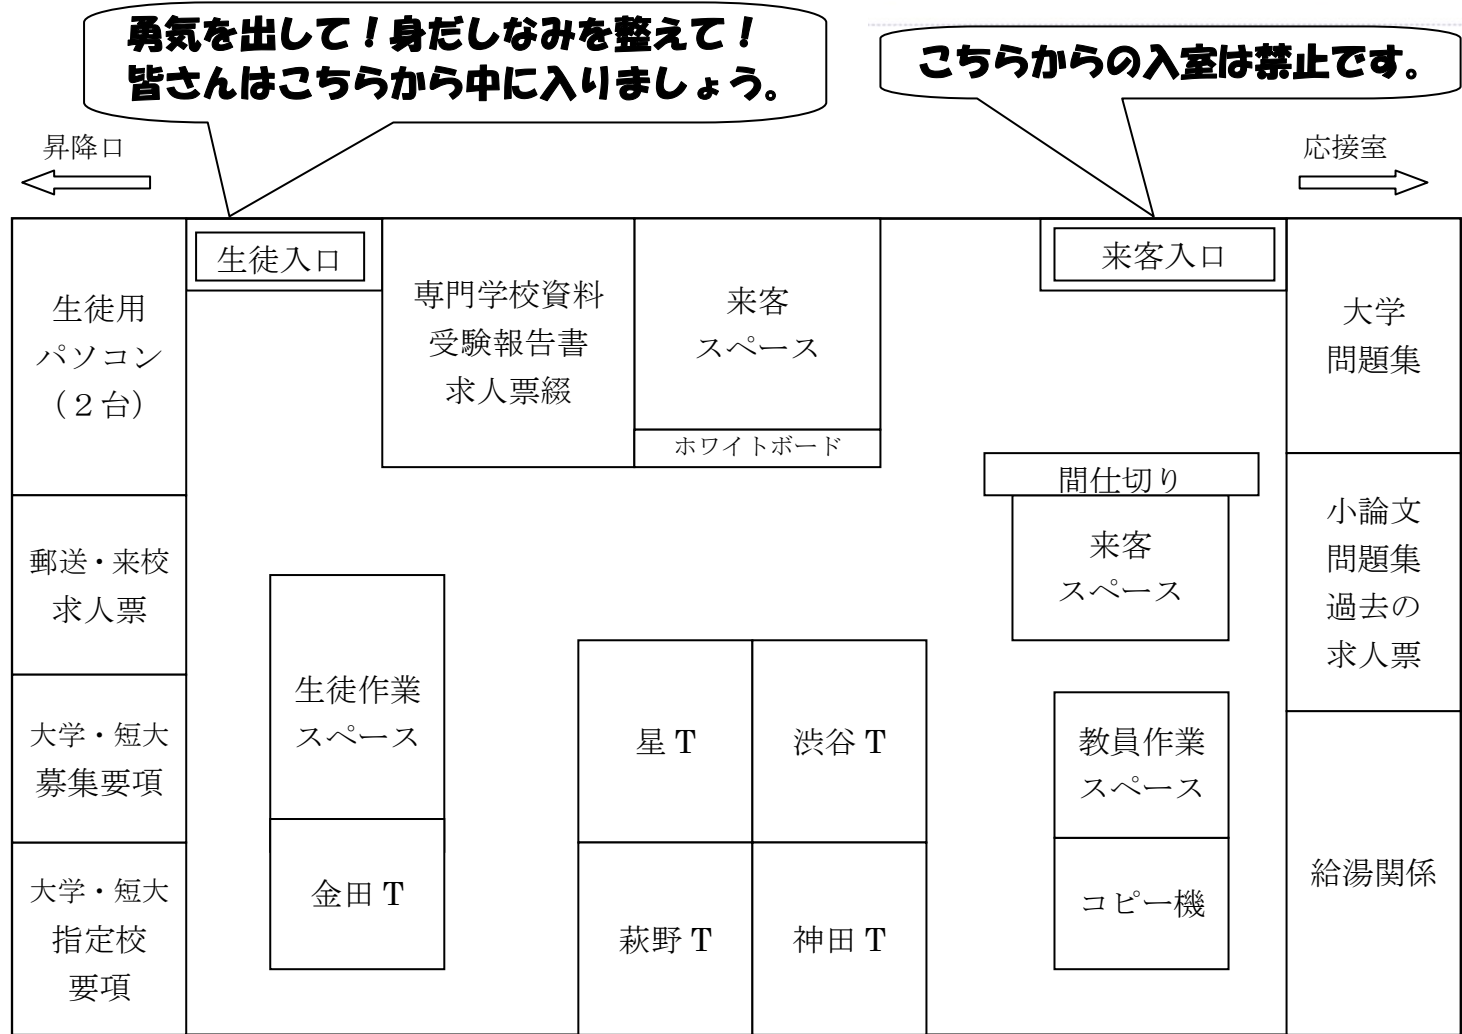 勇気を出して！身だしなみを整えて！
皆さんはこちらから中に入りましょう。
こちらからの入室は禁止です。
昇降口
応接室
生徒用
パソコン
（２台）
生徒入口
専門学校資料
受験報告書
求人票綴
来客
スペース
ホワイトボード
来客入口
大学
問題集
間仕切り
来客
スペース
小論文
問題集
過去の
求人票
郵送・来校
求人票
生徒作業
スペース
大学・短大
募集要項
星 T
渋谷 T
教員作業
スペース
金田 T
大学・短大
指定校
要項
萩野 T
神田 T
コピー機
給湯関係